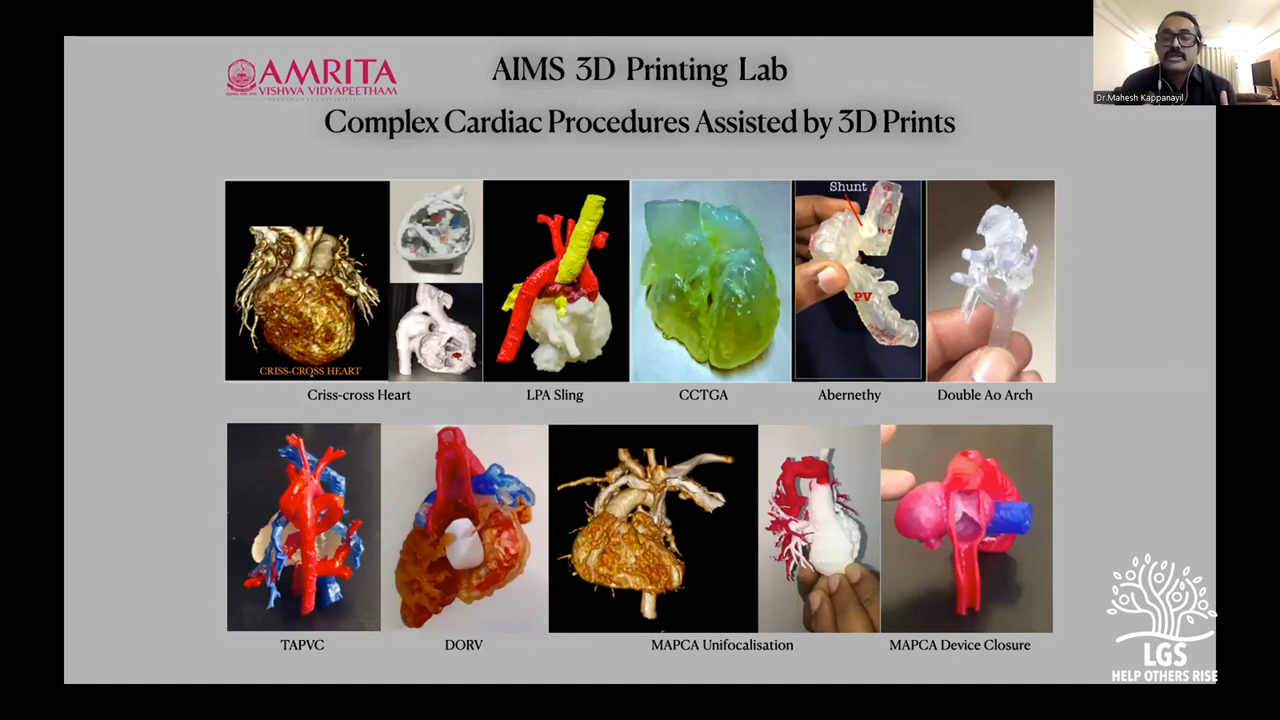 AMRITA
VISHWA VIDYAPEETHAM
AIMS 3D Printing Lab
Complex Cardiac Procedures Assisted by 3D Prints
Dr.Mahesh Kappanayil
CRISS-CROSS HEART
Shunt
A
PV
Criss-cross Heart
LPA Sling
CCTGA
Abernethy
Double Ao Arch
TAPVC
DORV
MAPCA Unifocalisation
MAPCA Device Closure
LGS
HELP OTHERS RISE